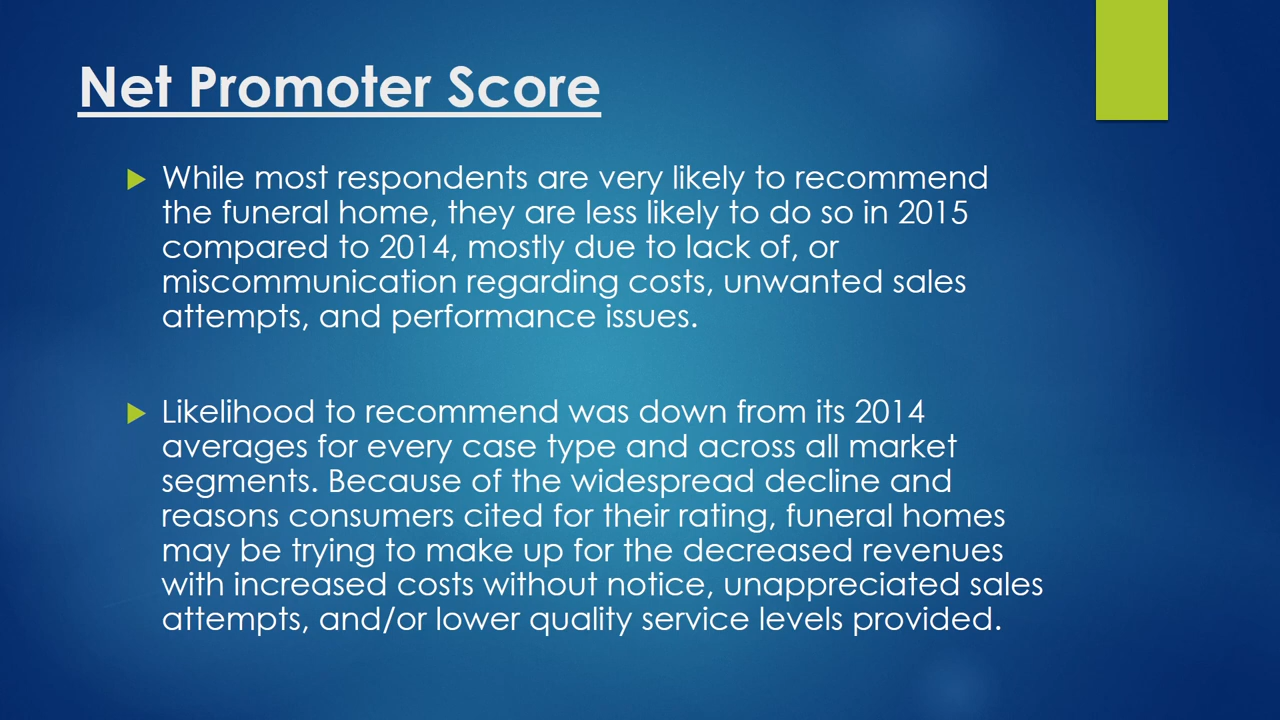 Net Promoter Score
While most respondents are very likely to recommend
the funeral home, they are less likely to do so in 2015
compared to 2014, mostly due to lack of, or
miscommunication regarding costs, unwanted sales
attempts, and performance issues.
Likelihood to recommend was down from its 2014
averages for every case type and across all market
segments. Because of the widespread decline and
reasons consumers cited for their rating, funeral homes
may be trying to make up for the decreased revenues
with increased costs without notice, unappreciated sales
attempts, and/or lower quality service levels provided.